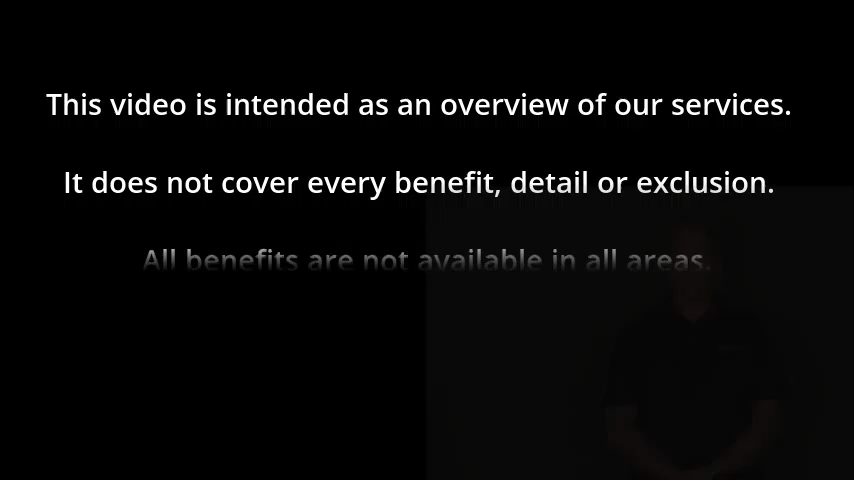 This video is intended as an overview of our services.
It does not cover every benefit, detail or exclusion.
All benefits are not available in all areas.